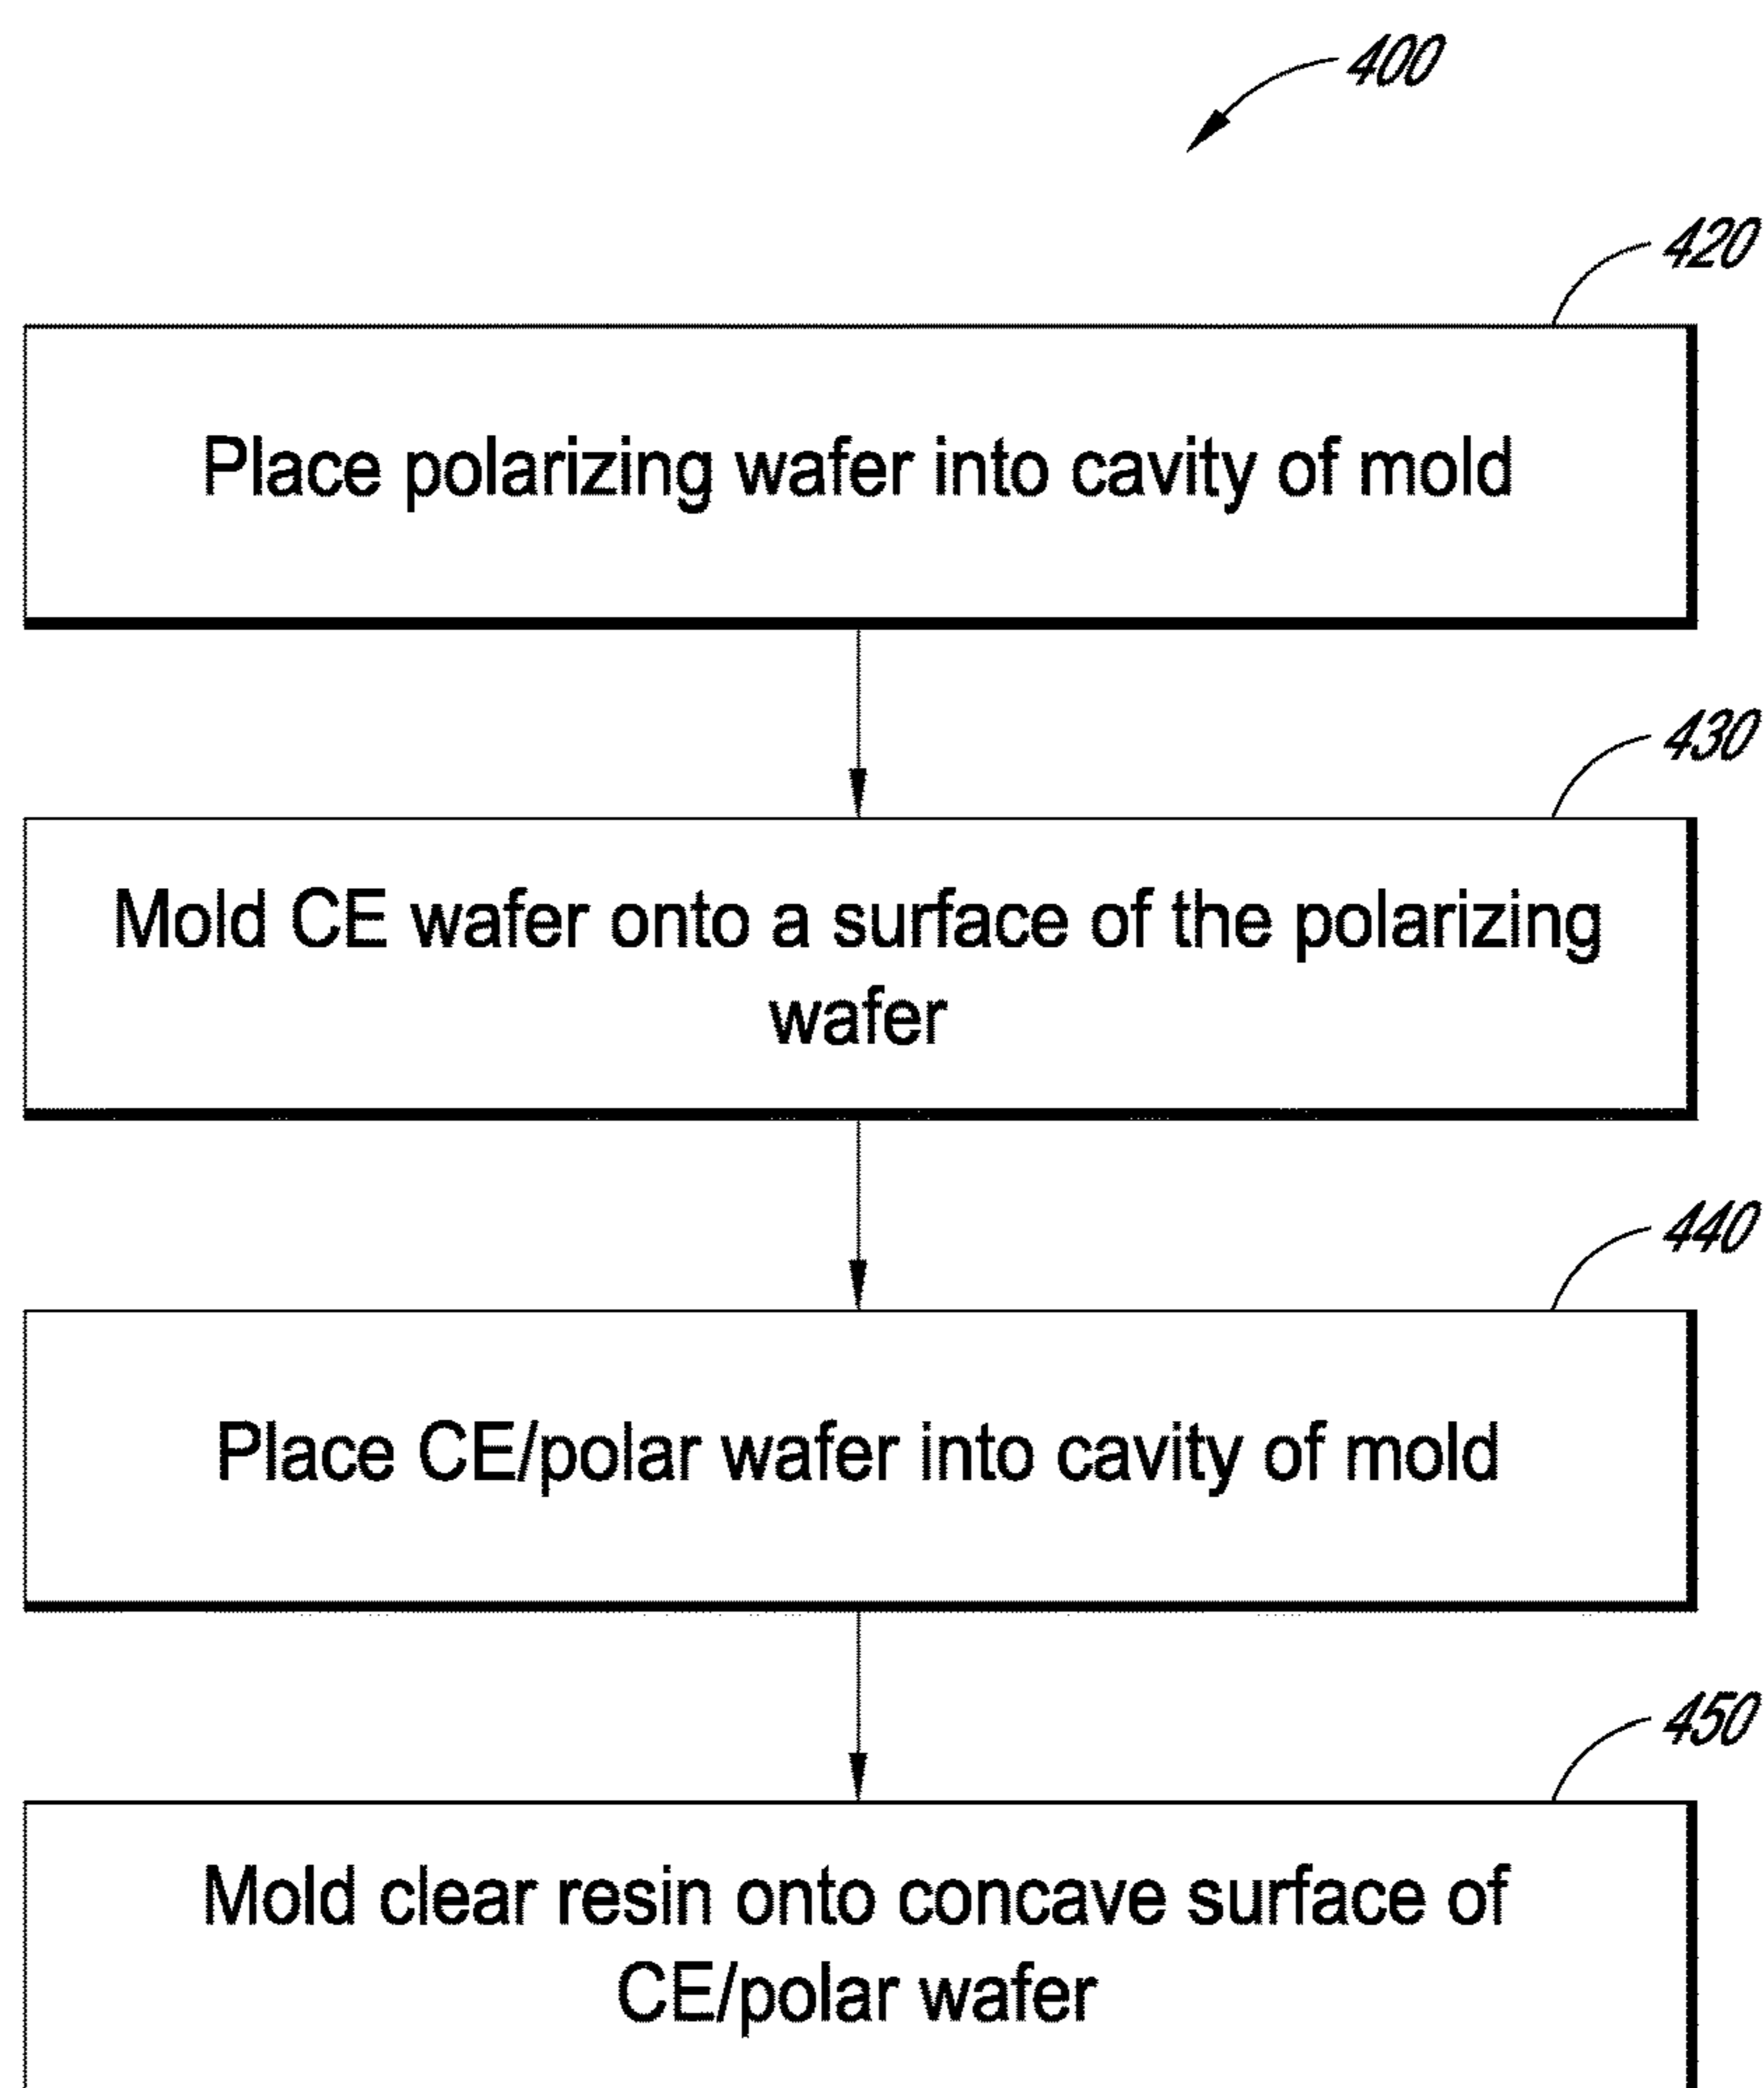 400
420
Place polarizing wafer into cavity of mold
430
Mold CE wafer onto a surface of the polarizing
wafer
440
Place CE/polar wafer into cavity of mold
450
Mold clear resin onto concave surface of
CE/polar wafer